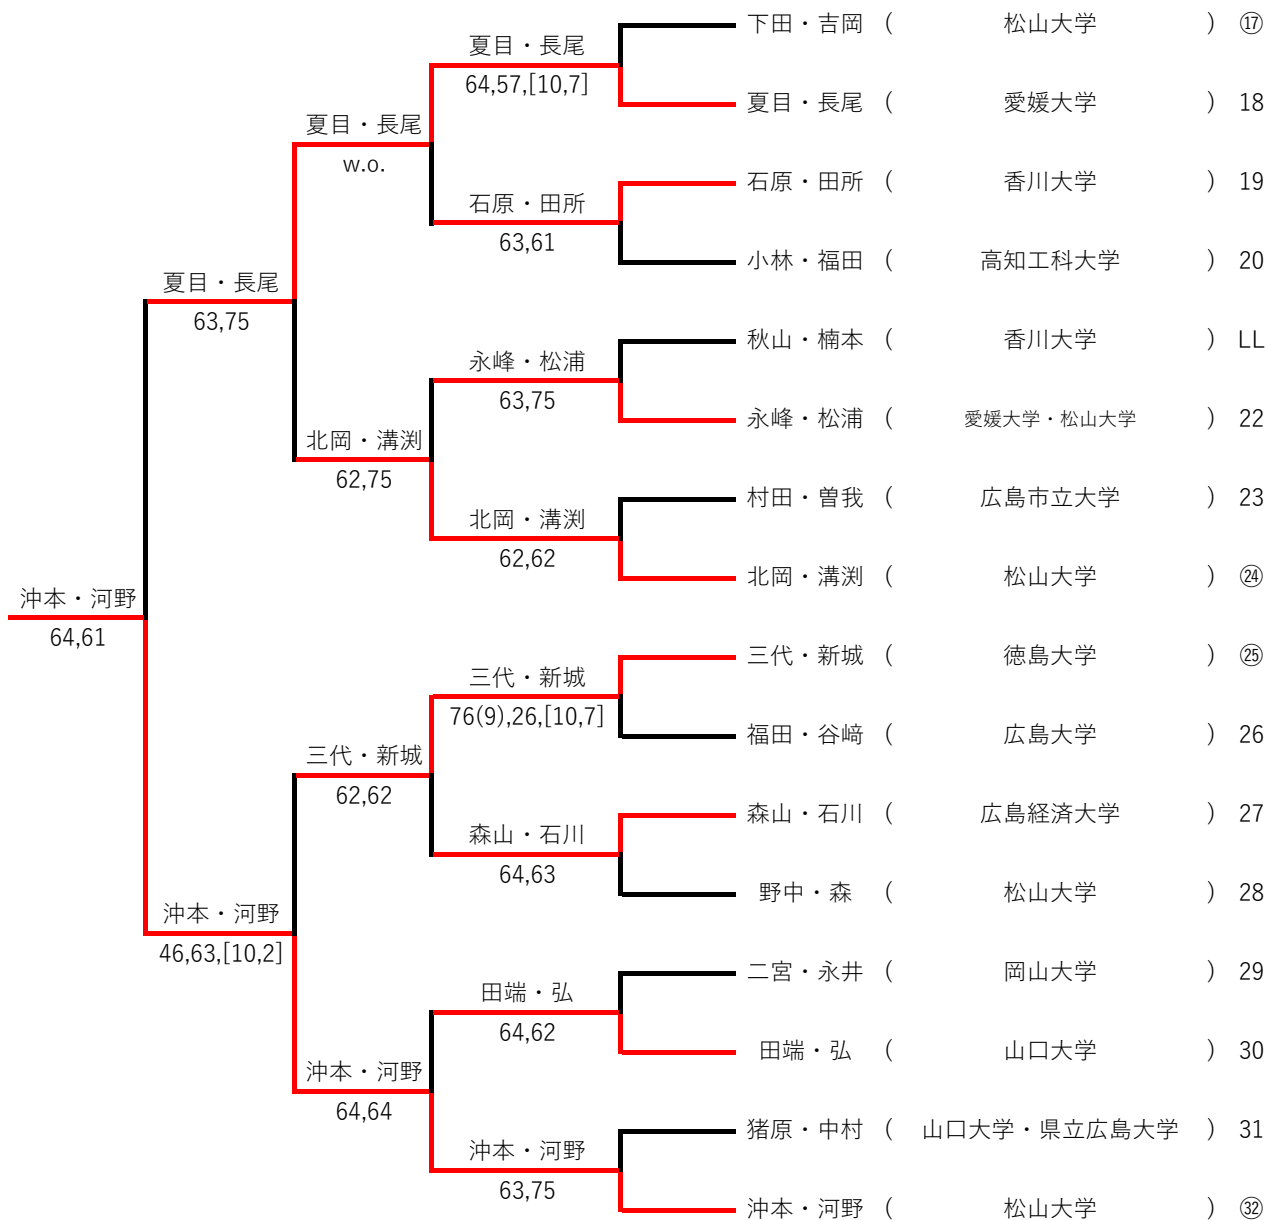 下田・吉岡 ( 松山大学 ) ⑰
夏目・長尾
64,57,[10,7]
夏目・長尾 ( 愛媛大学 ) 18
夏目・長尾
w.o.
石原・田所 ( 香川大学 ) 19
石原・田所
63,61
小林・福田 ( 高知工科大学 ) 20
夏目・長尾
63,75
秋山・楠本 ( 香川大学 ) LL
永峰・松浦
63,75
永峰・松浦 ( 愛媛大学・松山大学 ) 22
北岡・溝渕
62,75
村田・曽我 ( 広島市立大学 ) 23
北岡・溝渕
62,62
北岡・溝渕 ( 松山大学 ) ㉔
沖本・河野
64,61
三代・新城 ( 徳島大学 ) ㉕
三代・新城
76(9),26,[10,7]
福田・谷﨑 ( 広島大学 ) 26
三代・新城
62,62
森山・石川 ( 広島経済大学 ) 27
森山・石川
64,63
野中・森 ( 松山大学 ) 28
沖本・河野
46,63,[10,2]
二宮・永井 ( 岡山大学 ) 29
田端・弘
64,62
田端・弘 ( 山口大学 ) 30
沖本・河野
64,64
猪原・中村 ( 山口大学・県立広島大学 ) 31
沖本・河野
63,75
沖本・河野 ( 松山大学 ) ㉜